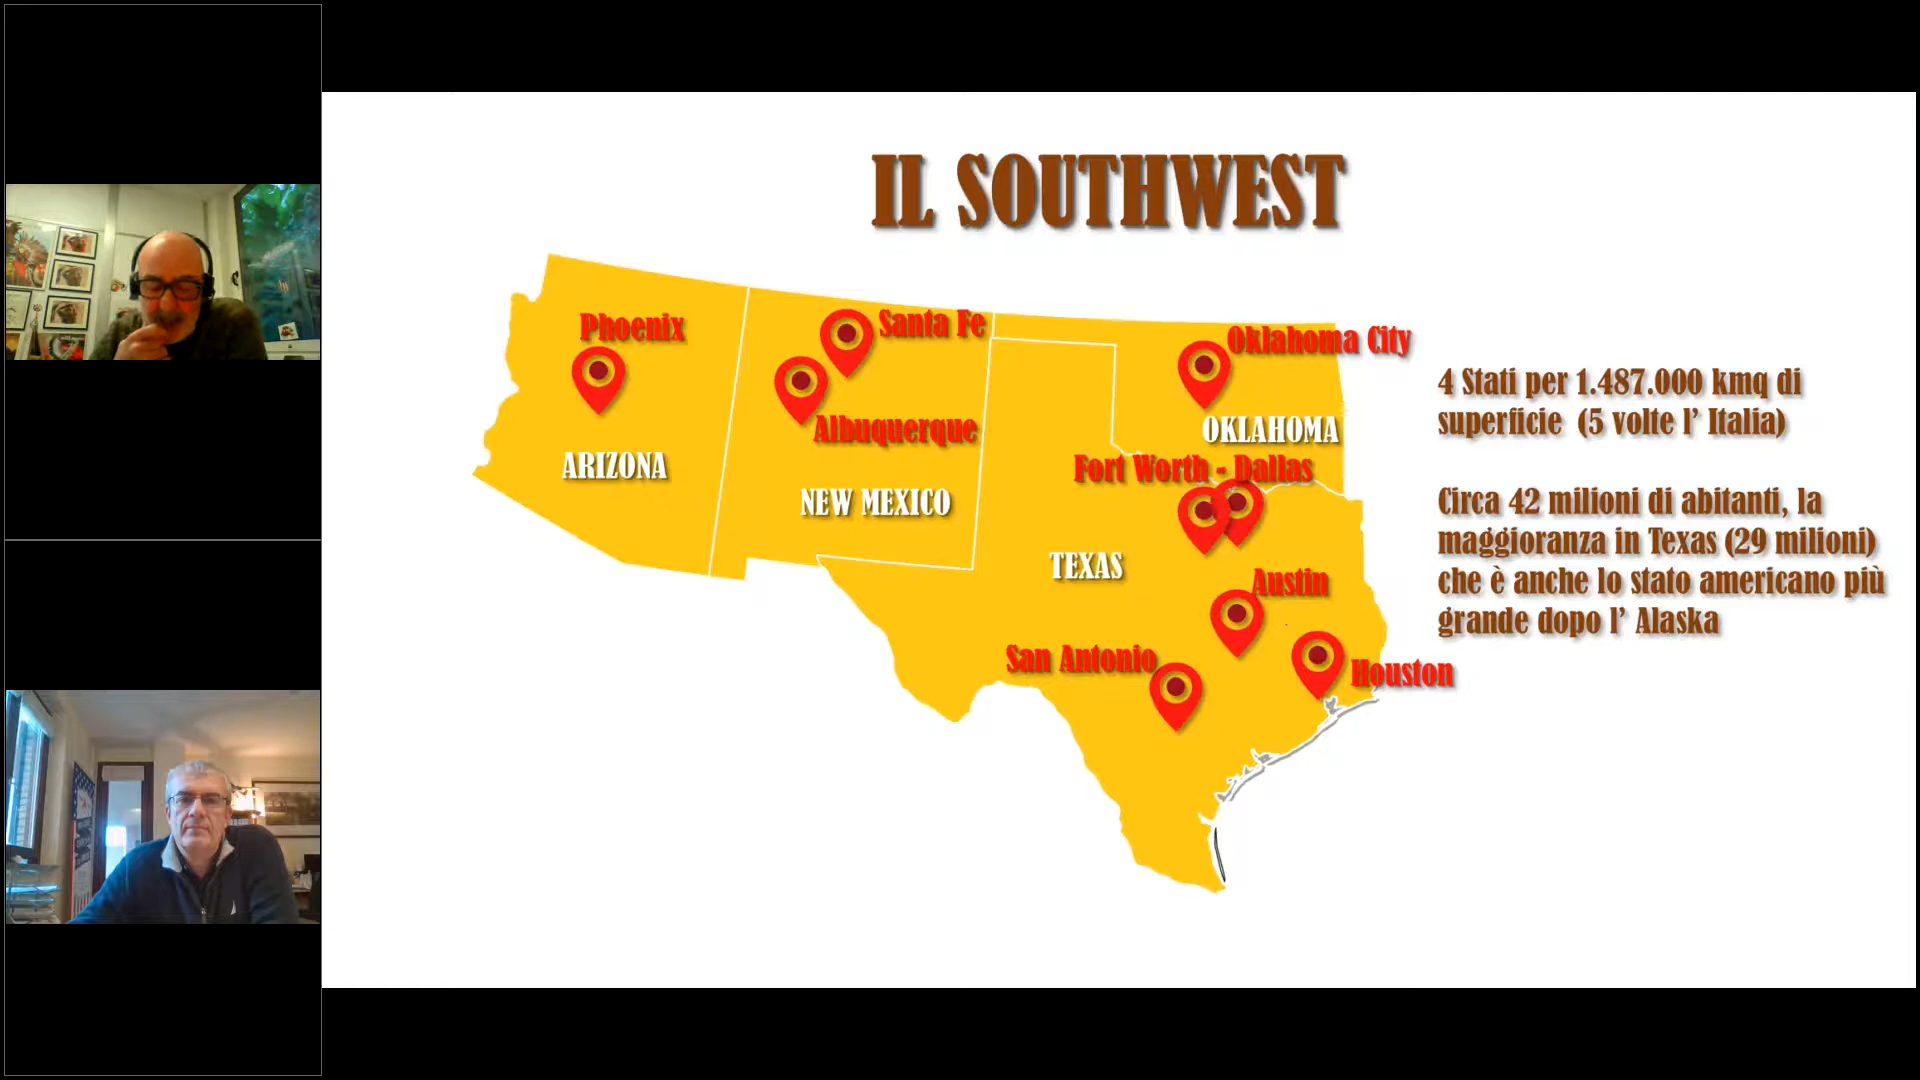 IL SOUTHWEST
Phoenix
Santa Fe
Oklahoma City
Albuquerque
OKLAHOMA
ARIZONA
Fort Worth - Dallas
NEW MEXICO
TEXAS
Austin
San Antonio
Houston
4 Stati per 1.487.000 kmq di
superficie (5 volte l' Italia)
Circa 42 milioni di abitanti, la
maggioranza in Texas (29 milioni)
che è anche lo stato americano più
grande dopo l' Alaska